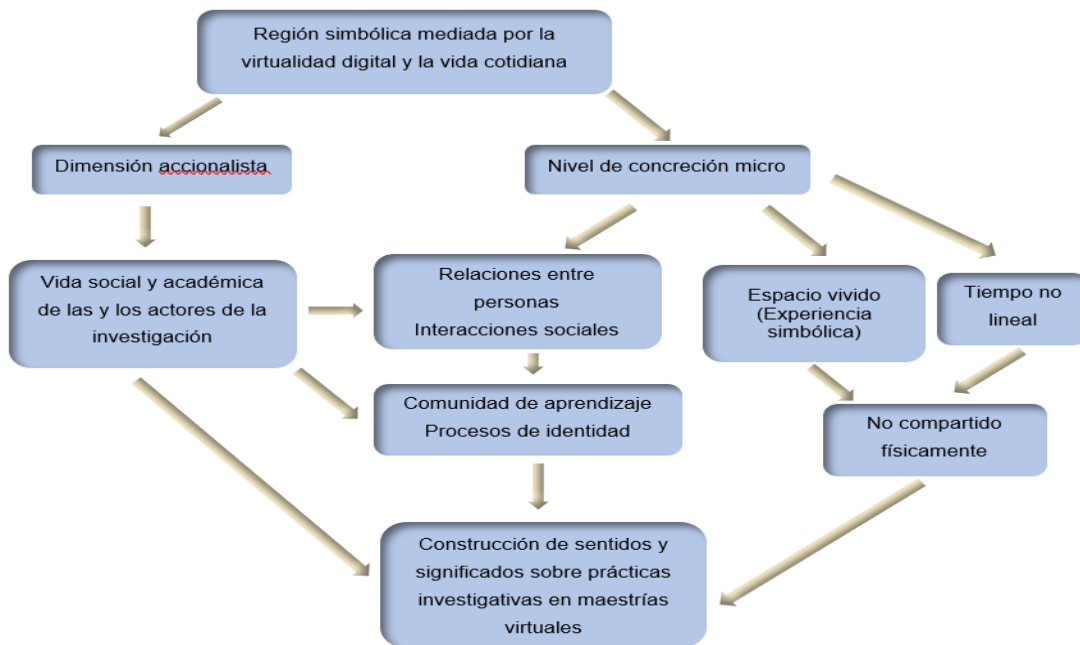 Región simbólica mediada por la
virtualidad digital y la vida cotidiana
Dimensión accionalista
Nivel de concreción micro
Vida social y académica
de las y los actores de la
investigación
Relaciones entre
personas
Interacciones sociales
Espacio vivido
(Experiencia
simbólica)
Tiempo no
lineal
Comunidad de aprendizaje
Procesos de identidad
No compartido
físicamente
Construcción de sentidos y
significados sobre prácticas
investigativas en maestrías
virtuales